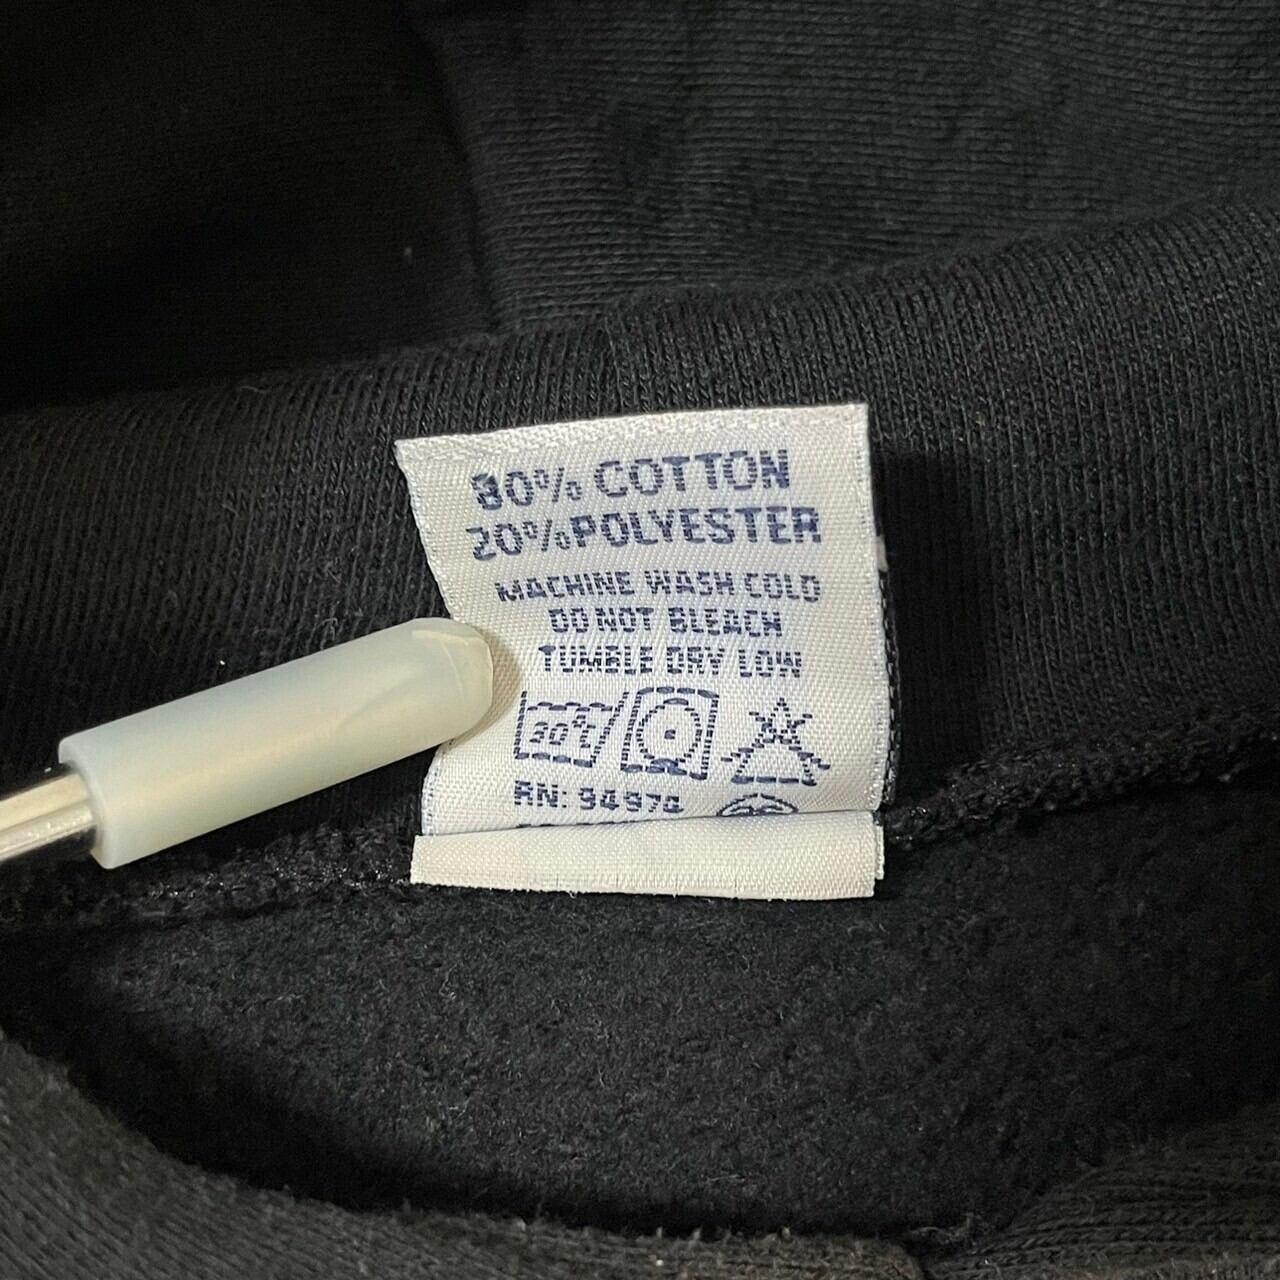 80% COTTON
20% POLYESTER
MACHINE WASH COLD
DO NOT BLEACH
TUMBLE DRY LOW
30°C
RN: 94974